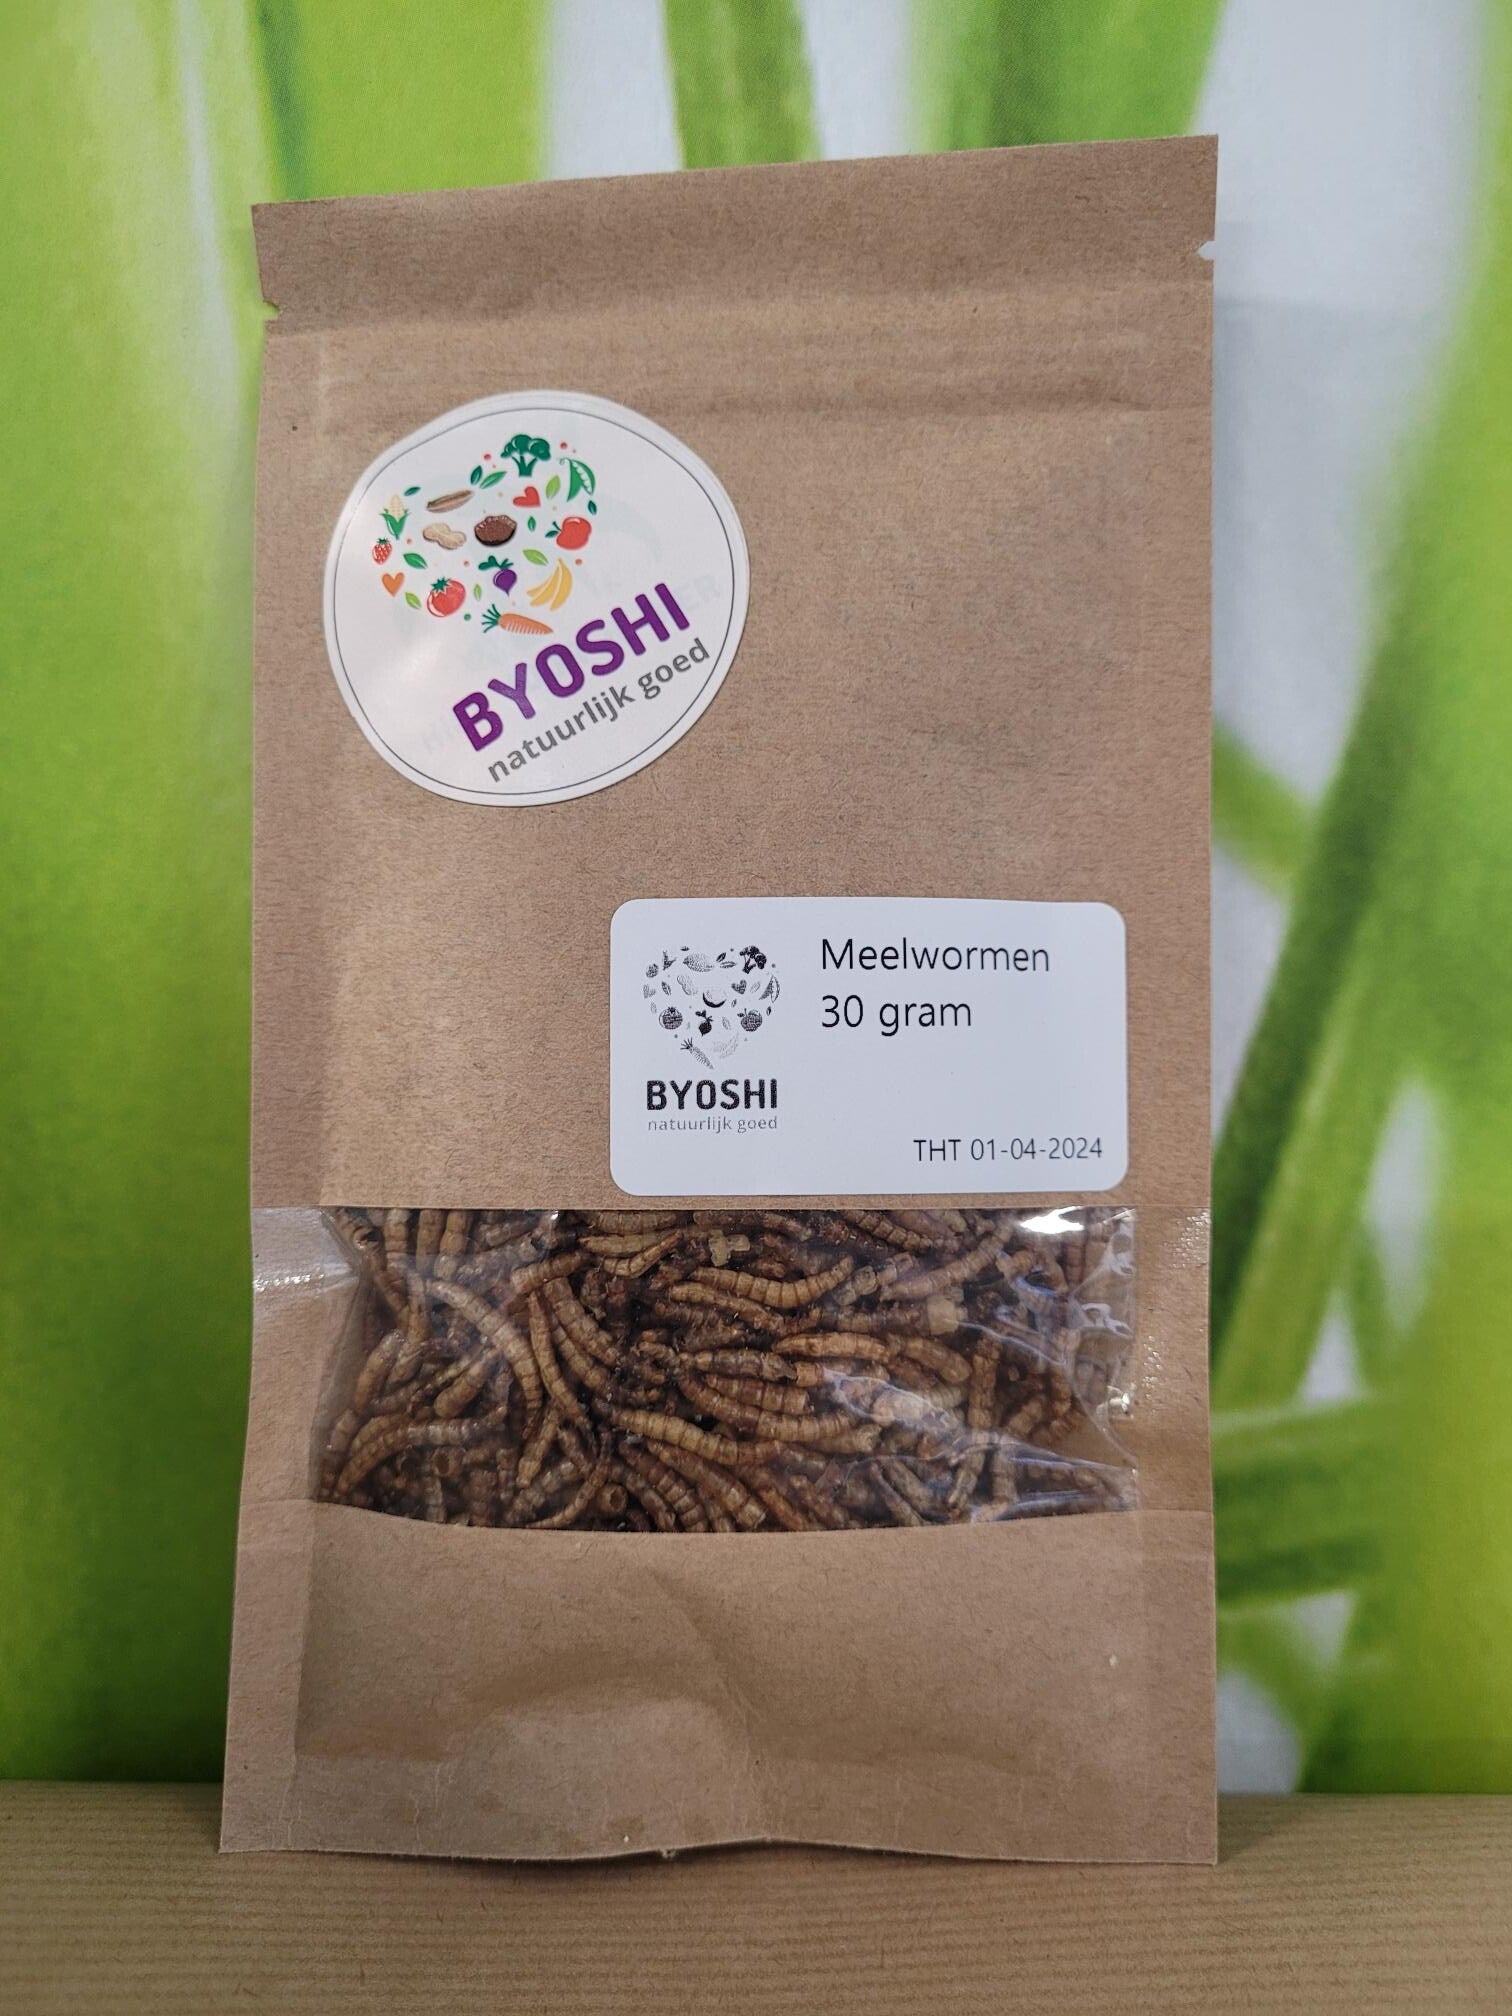 BYOSHI
natuurlijk goed
Meelwormen
30 gram
BYOSHI
natuurlijk goed
THT 01-04-2024